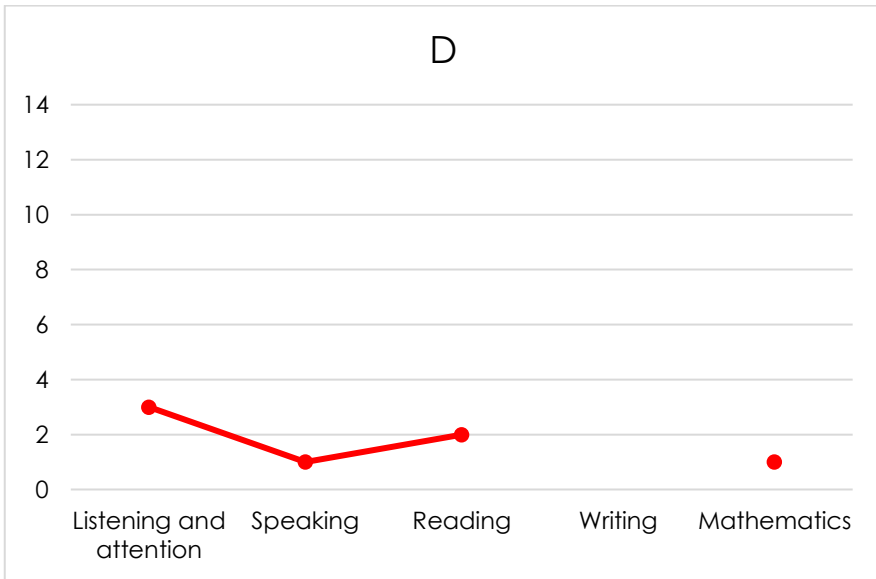 D
14
12
10
8
6
4
2
0
Listening and attention
Speaking
Reading
Writing
Mathematics